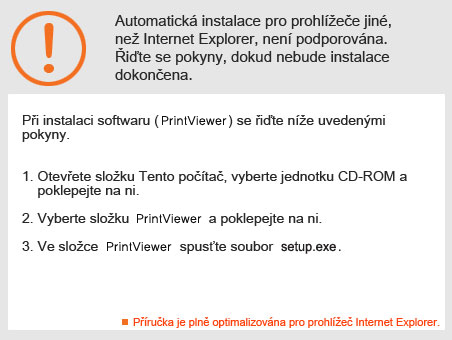 Automatická instalace pro prohlížeče jiné,
než Internet Explorer, není podporována.
Řiďte se pokyny, dokud nebude instalace
dokončena.
Při instalaci softwaru (PrintViewer) se řiďte níže uvedenými
pokyny.
1. Otevřete složku Tento počítač, vyberte jednotku CD-ROM a
poklepejte na ni.
2. Vyberte složku PrintViewer a poklepejte na ni.
3. Ve složce PrintViewer spusťte soubor setup.exe.
Příručka je plně optimalizována pro prohlížeč Internet Explorer.